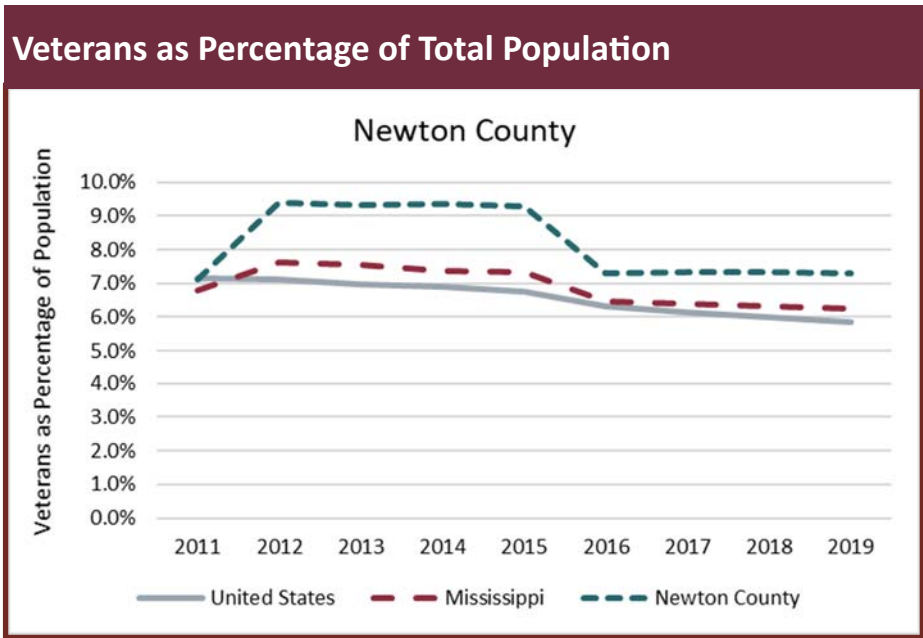 Veterans as Percentage of Total Population
Newton County
Veterans as Percentage of Population
10.0%
9.0%
8.0%
7.0%
6.0%
5.0%
4.0%
3.0%
2.0%
1.0%
0.0%
2011 2012 2013 2014 2015 2016 2017 2018 2019
United States Mississippi Newton County